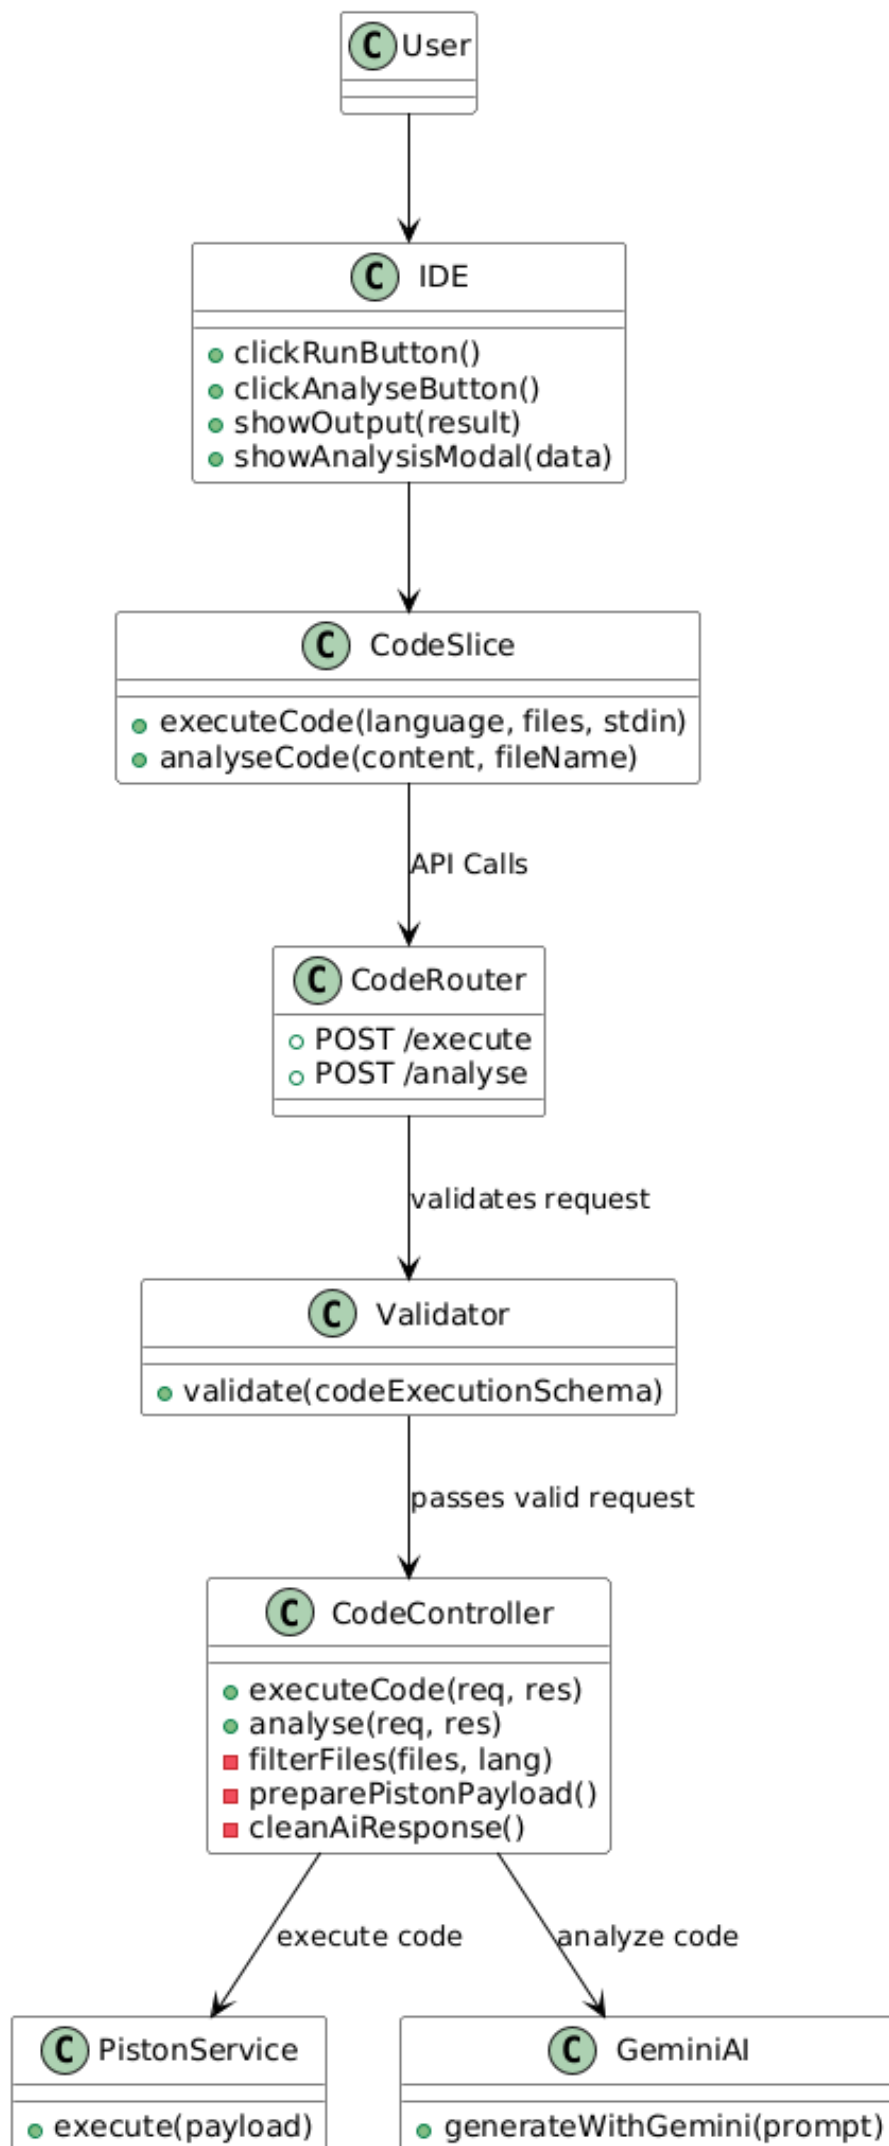 C User
C IDE
clickRunButton()
clickAnalyseButton()
showOutput(result)
showAnalysisModal(data)
C CodeSlice
executeCode(language, files, stdin)
analyseCode(content, fileName)
API Calls
C CodeRouter
POST /execute
POST /analyse
validates request
C Validator
validate(codeExecutionSchema)
passes valid request
C CodeController
executeCode(req, res)
analyse(req, res)
filterFiles(files, lang)
preparePistonPayload()
cleanAiResponse()
execute code
analyze code
C PistonService
execute(payload)
C GeminiAI
generateWithGemini(prompt)